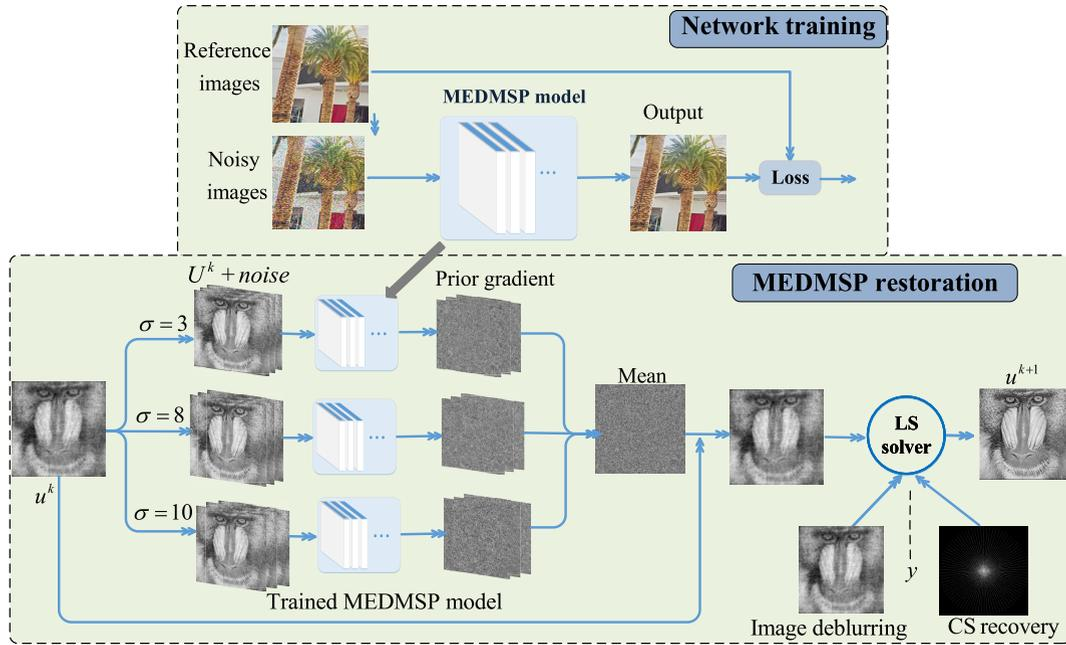 Network training
Reference
images
MEDMSP model
Output
Noisy
images
...
Loss
MEDMSP restoration
U^k + noise
Prior gradient
σ = 3
...
Mean
u^{k+1}
σ = 8
...
LS
solver
u^k
σ = 10
...
y
Trained MEDMSP model
Image deblurring
CS recovery